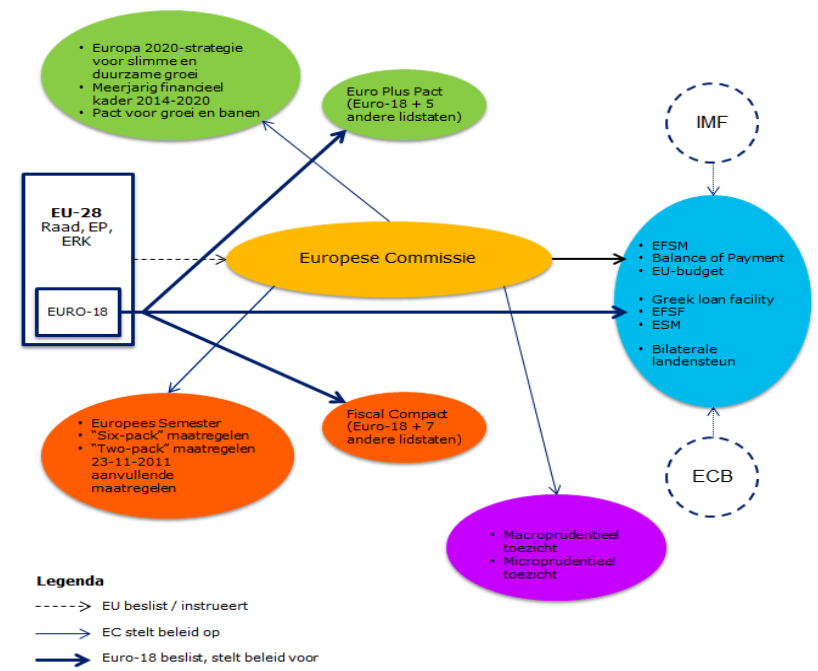 • Europa 2020-strategie
voor slimme en
duurzame groei
• Meerjarig financieel
kader 2014-2020
• Pact voor groei en banen
Euro Plus Pact
(Euro-18 + 5
andere lidstaten)
IMF
EU-28
Raad, EP,
ERK
EURO-18
Europese Commissie
• EFSM
• Balance of Payment
• EU-budget
• Greek loan facility
• EFSF
• ESM
• Bilaterale
landensteun
• Europees Semester
• “Six-pack” maatregelen
• “Two-pack” maatregelen
23-11-2011
aanvullende
maatregelen
Fiscal Compact
(Euro-18 + 7
andere lidstaten)
ECB
• Macroprudentieel
toezicht
• Microprudentieel
toezicht
Legenda
EU beslist / instrueert
EC stelt beleid op
Euro-18 beslist, stelt beleid voor